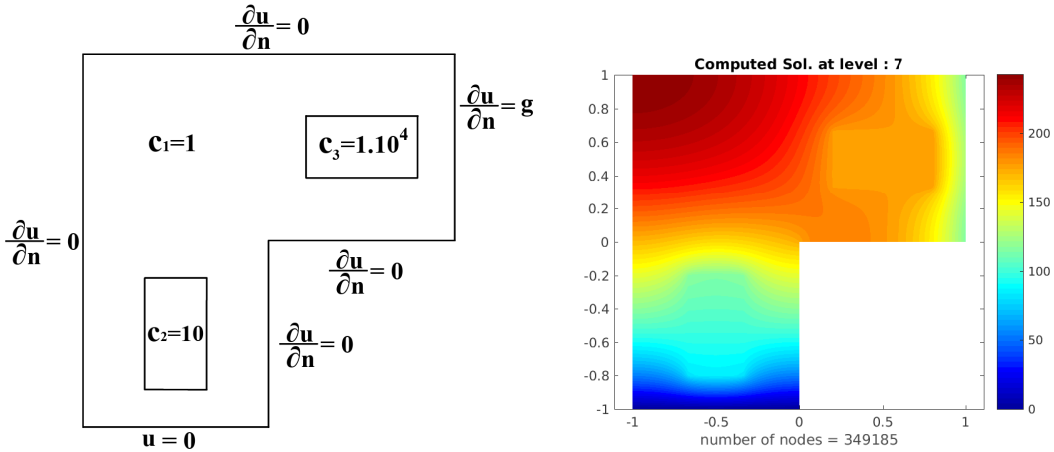 ∂u/∂n = 0
c₁=1
c₃=1.10⁴
∂u/∂n = g
∂u/∂n = 0
∂u/∂n = 0
c₂=10
∂u/∂n = 0
u = 0
Computed Sol. at level : 7
1
0.8
0.6
0.4
0.2
0
-0.2
-0.4
-0.6
-0.8
-1
-1
-0.5
0
0.5
1
number of nodes = 349185
200
150
100
50
0